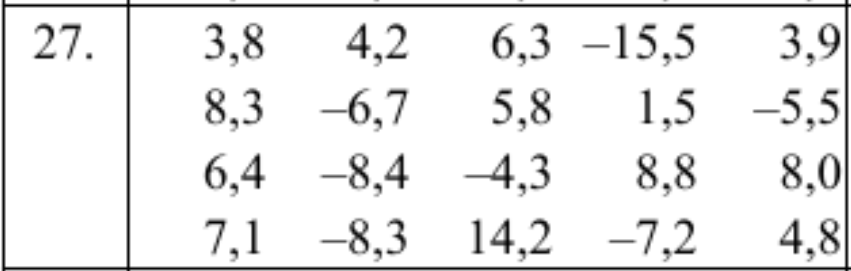 27. 3,8 4,2 6,3 –15,5 3,9
8,3 –6,7 5,8 1,5 –5,5
6,4 –8,4 –4,3 8,8 8,0
7,1 –8,3 14,2 –7,2 4,8